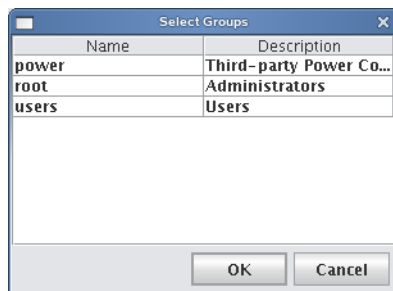 Select Groups
Name Description
power Third-party Power Co...
root Administrators
users Users
OK Cancel